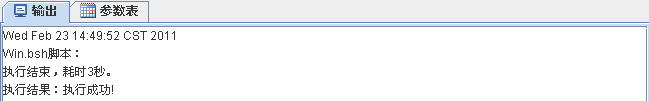 输出 参数表
Wed Feb 23 14:49:52 CST 2011
Win.bsh脚本：
执行结束，耗时3秒。
执行结果：执行成功!